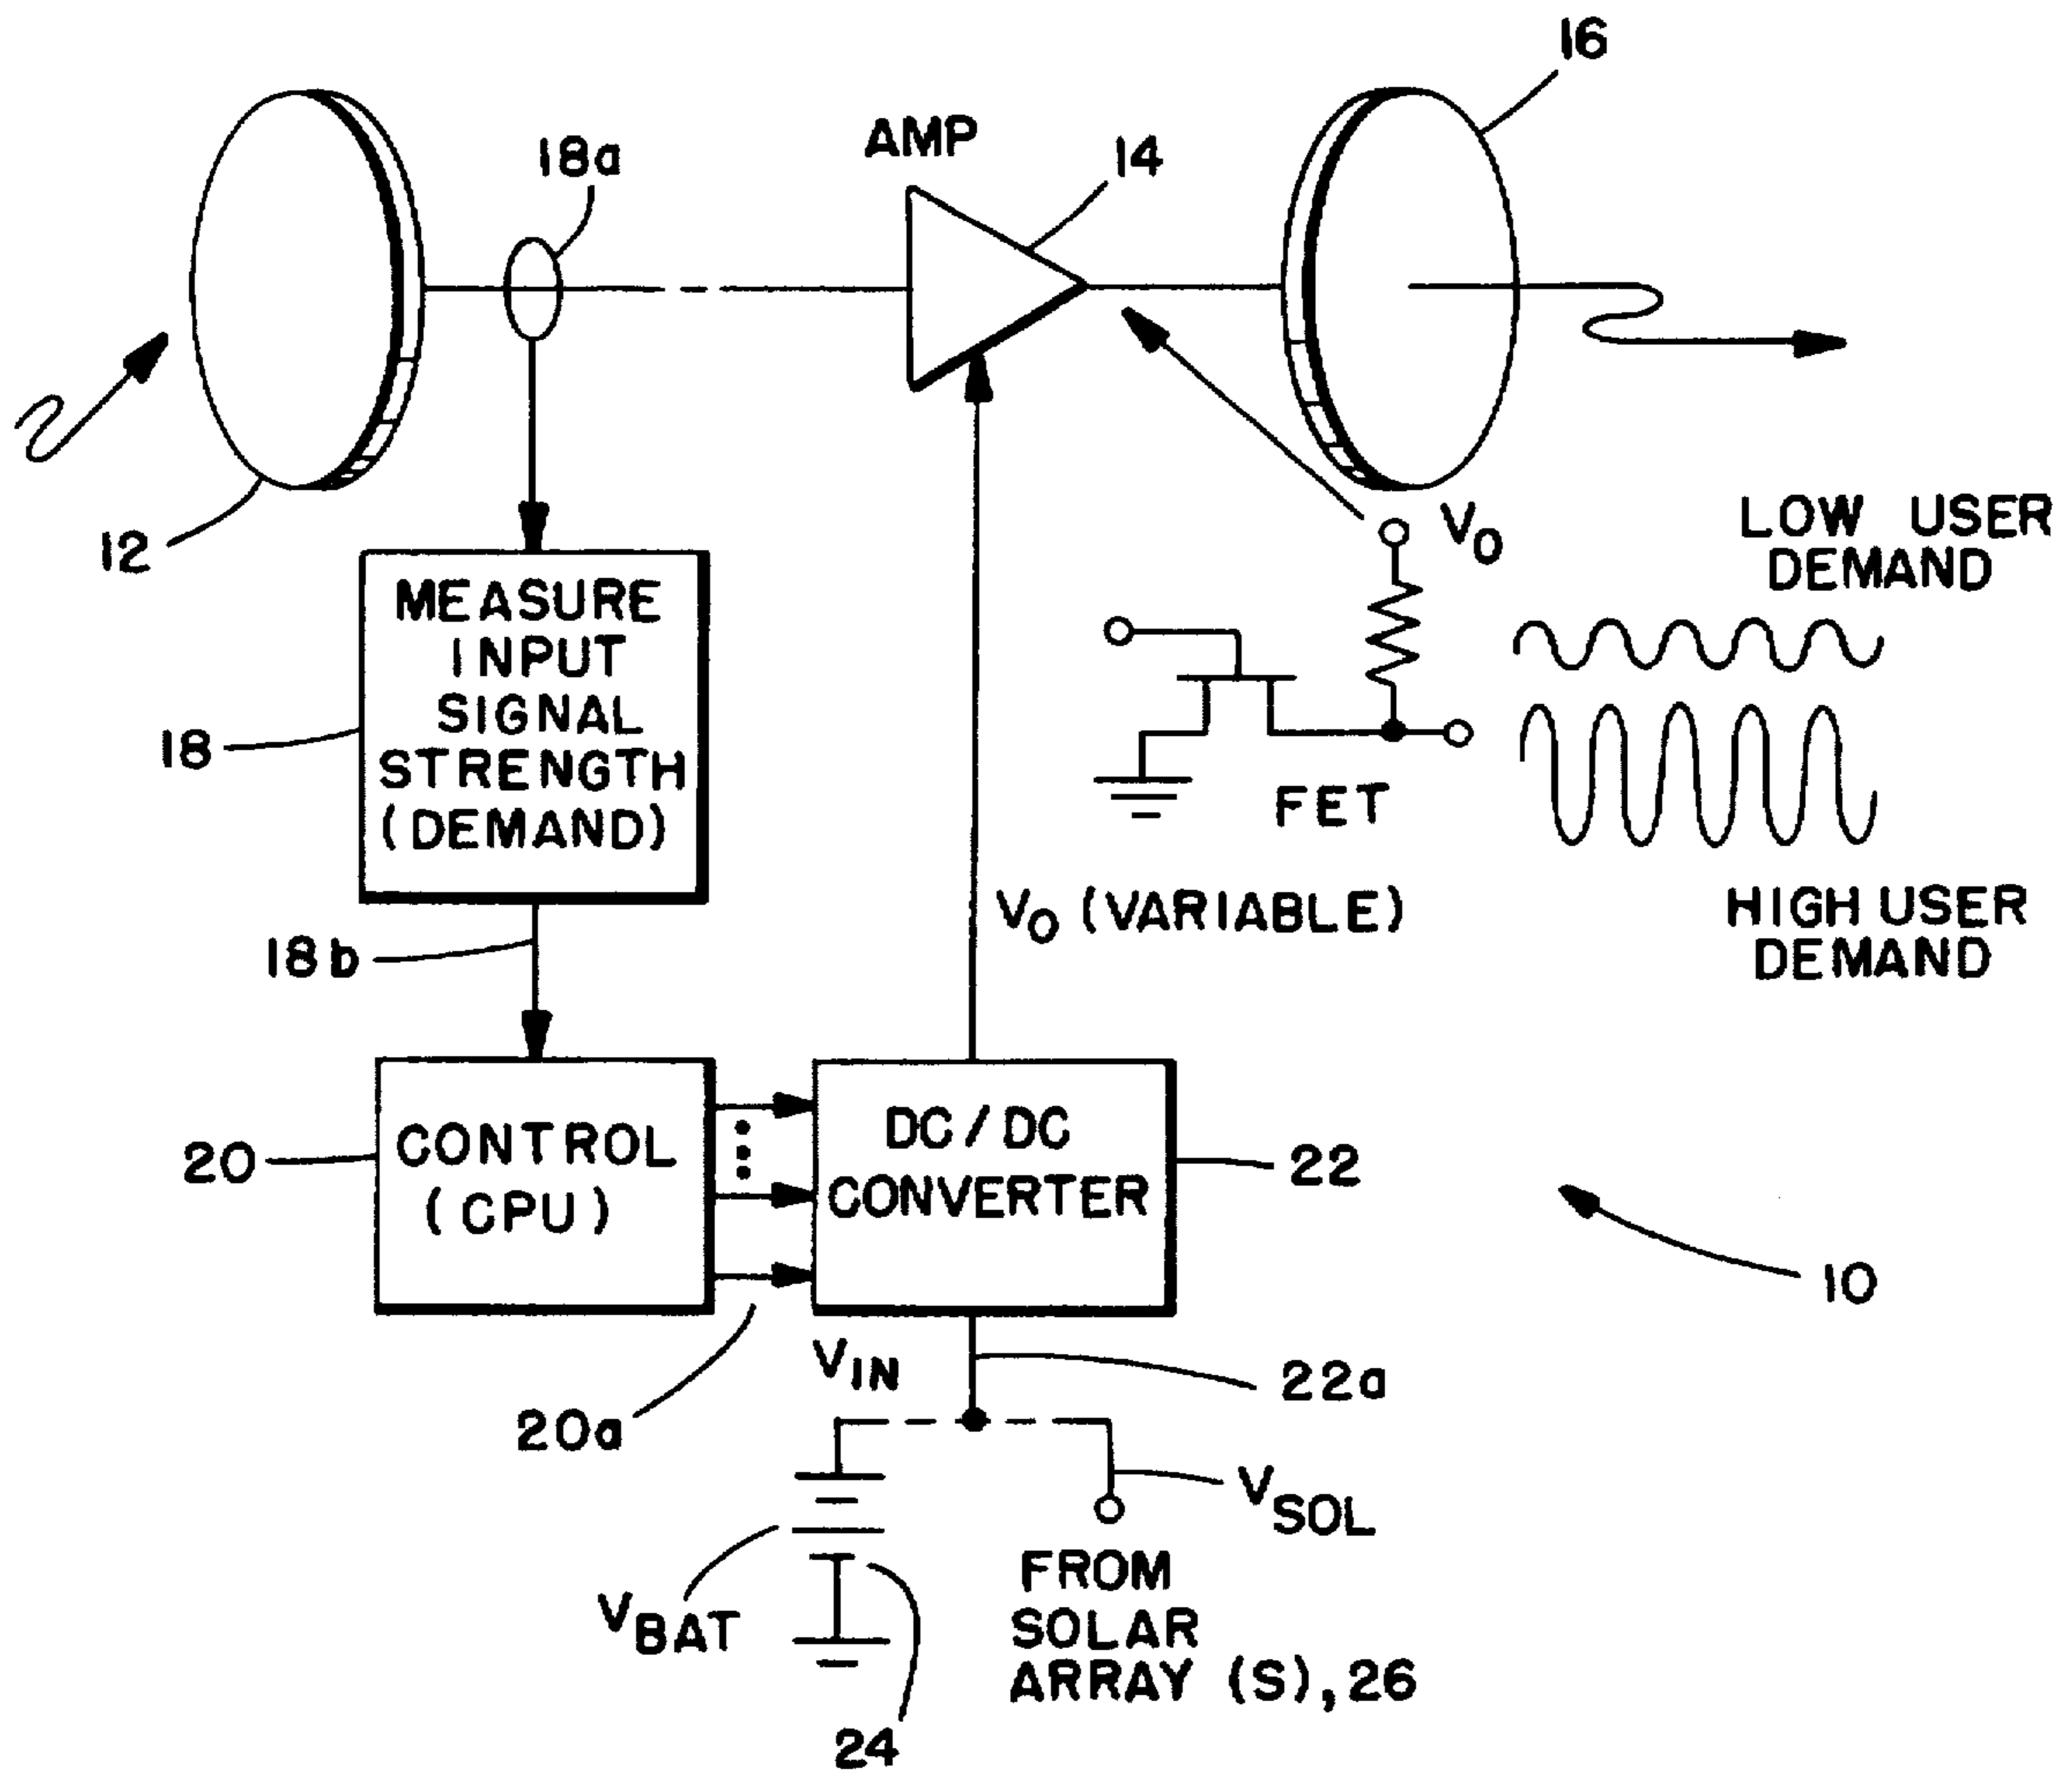 16
AMP
18a
14
12
V0
LOW USER
DEMAND
MEASURE
INPUT
SIGNAL
STRENGTH
(DEMAND)
18
FET
V0 (VARIABLE)
HIGH USER
DEMAND
18b
CONTROL
(CPU)
20
DC/DC
CONVERTER
22
10
VIN
22a
20a
VSOL
VBAT
FROM
SOLAR
ARRAY (S), 26
24